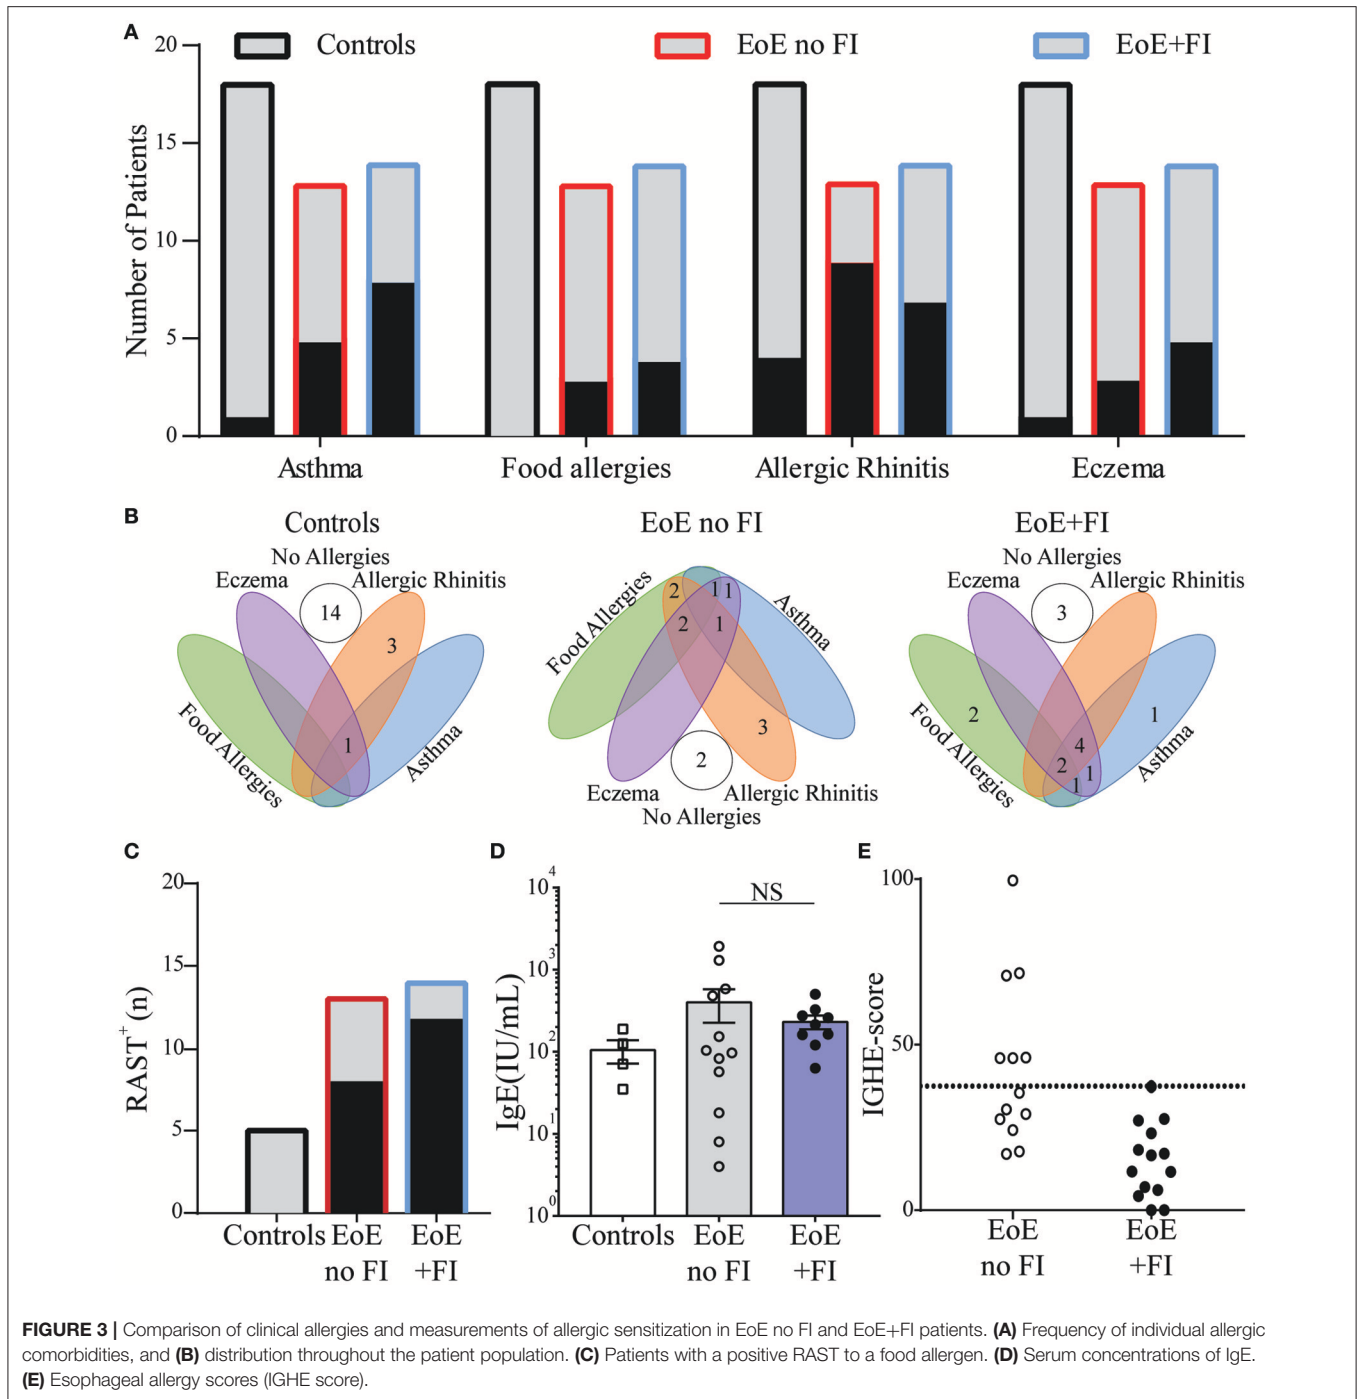 A
Controls
EoE no FI
EoE+FI
Number of Patients
20
15
10
5
0
Asthma
Food allergies
Allergic Rhinitis
Eczema
B
Controls
No Allergies
Eczema
Allergic Rhinitis
14
3
1
Food Allergies
Asthma
EoE no FI
Food Allergies
Asthma
2
1
1
2
1
3
2
Eczema
Allergic Rhinitis
No Allergies
EoE+FI
No Allergies
Eczema
Allergic Rhinitis
3
2
1
4
2
1
1
Food Allergies
Asthma
C
RAST+ (n)
20
15
10
5
0
Controls
EoE no FI
EoE +FI
D
NS
IgE(IU/mL)
10^4
10^3
10^2
10^1
10^0
Controls
EoE no FI
EoE +FI
E
IGHE-score
100
50
0
EoE no FI
EoE +FI
FIGURE 3 | Comparison of clinical allergies and measurements of allergic sensitization in EoE no FI and EoE+FI patients. (A) Frequency of individual allergic
comorbidities, and (B) distribution throughout the patient population. (C) Patients with a positive RAST to a food allergen. (D) Serum concentrations of IgE.
(E) Esophageal allergy scores (IGHE score).